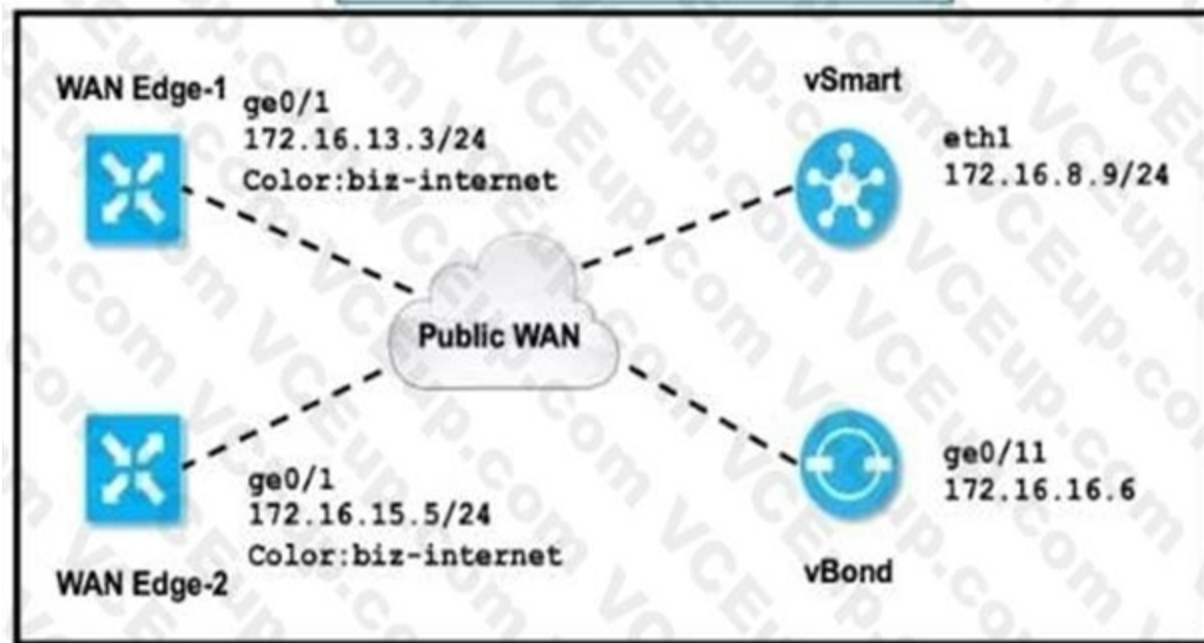 WAN Edge-1
ge0/1
172.16.13.3/24
Color:biz-internet
vSmart
eth1
172.16.8.9/24
Public WAN
ge0/1
172.16.15.5/24
Color:biz-internet
WAN Edge-2
ge0/11
172.16.16.6
vBond
VCEup.com